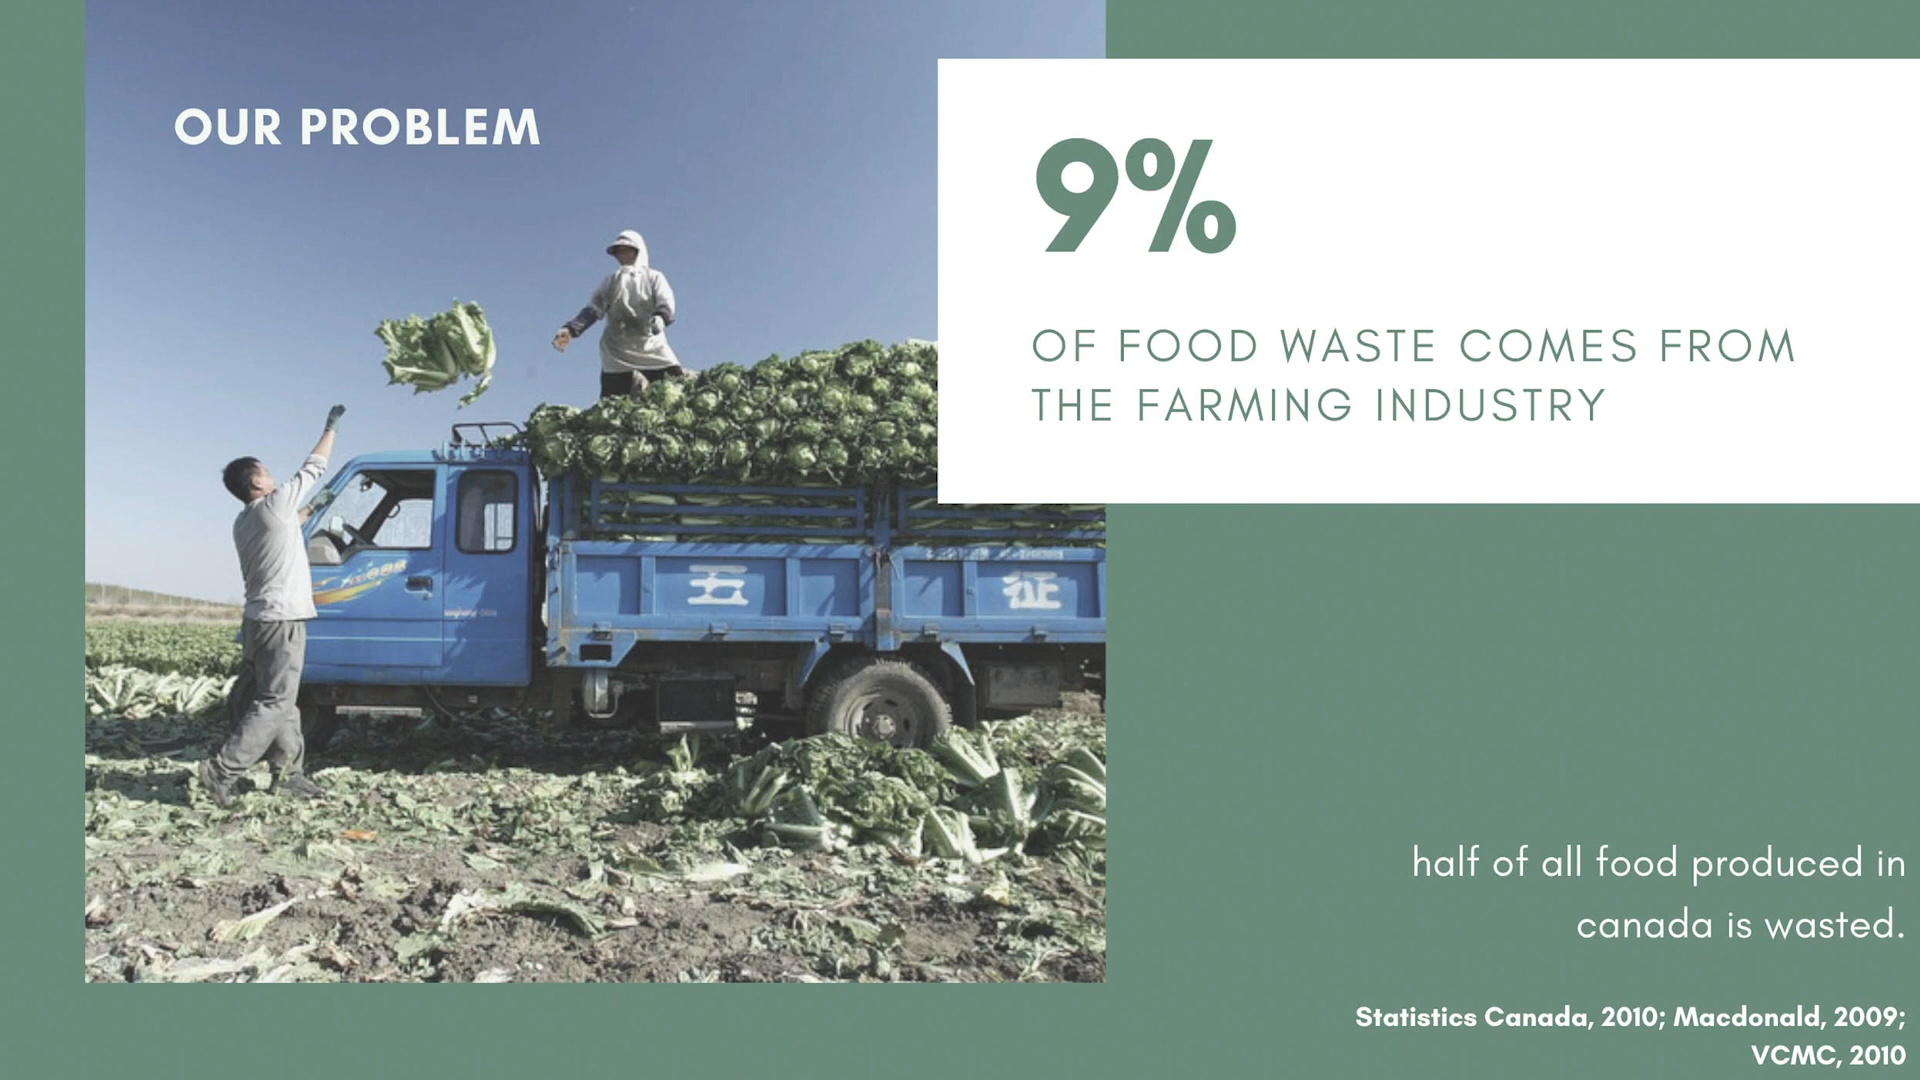 OUR PROBLEM
9%
OF FOOD WASTE COMES FROM
THE FARMING INDUSTRY
五
征
half of all food produced in
canada is wasted.
Statistics Canada, 2010; Macdonald, 2009;
VCMC, 2010